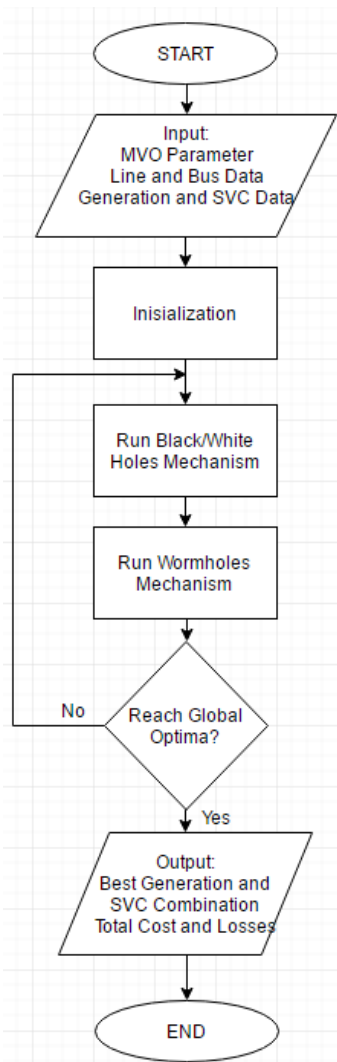 START
Input:
MVO Parameter
Line and Bus Data
Generation and SVC Data
Inisialization
Run Black/White
Holes Mechanism
Run Wormholes
Mechanism
Reach Global
Optima?
No
Yes
Output:
Best Generation and
SVC Combination
Total Cost and Losses
END